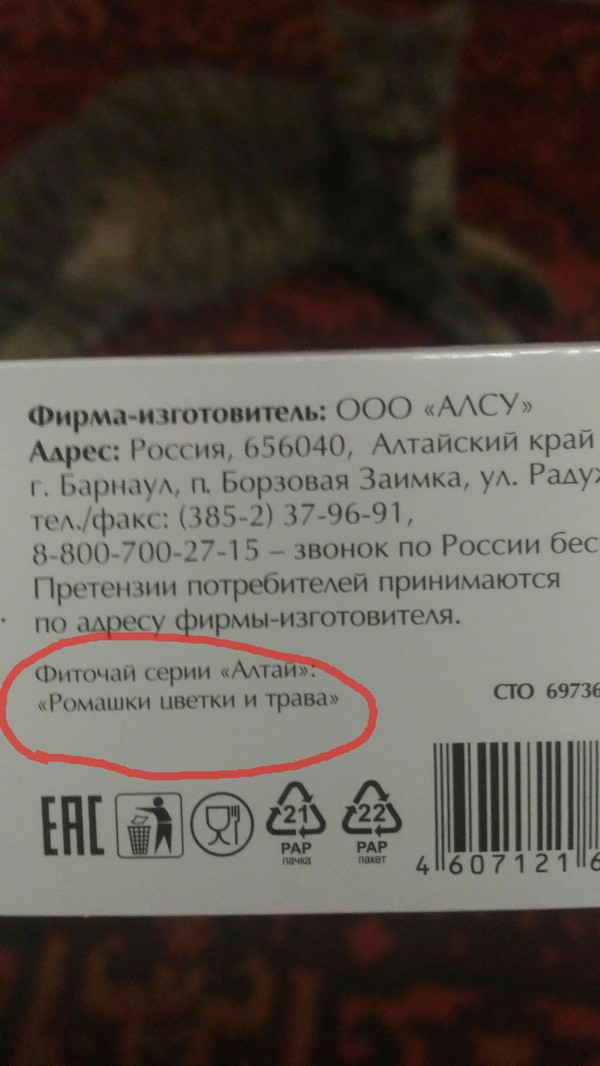 Фирма-изготовитель: ООО «АЛСУ»
Адрес: Россия, 656040, Алтайский край
г. Барнаул, п. Борзовая Заимка, ул.
тел./факс: (385-2) 37-96-91,
8-800-700-27-15 – звонок по России
Претензии потребителей принимаются
по адресу фирмы-изготовителя.
Фиточай серии «Алтай»:
«Ромашки цветки и трава»
СТО 69736
EAC
21 22
PAP PAP
пачка пакет
4 607121 6